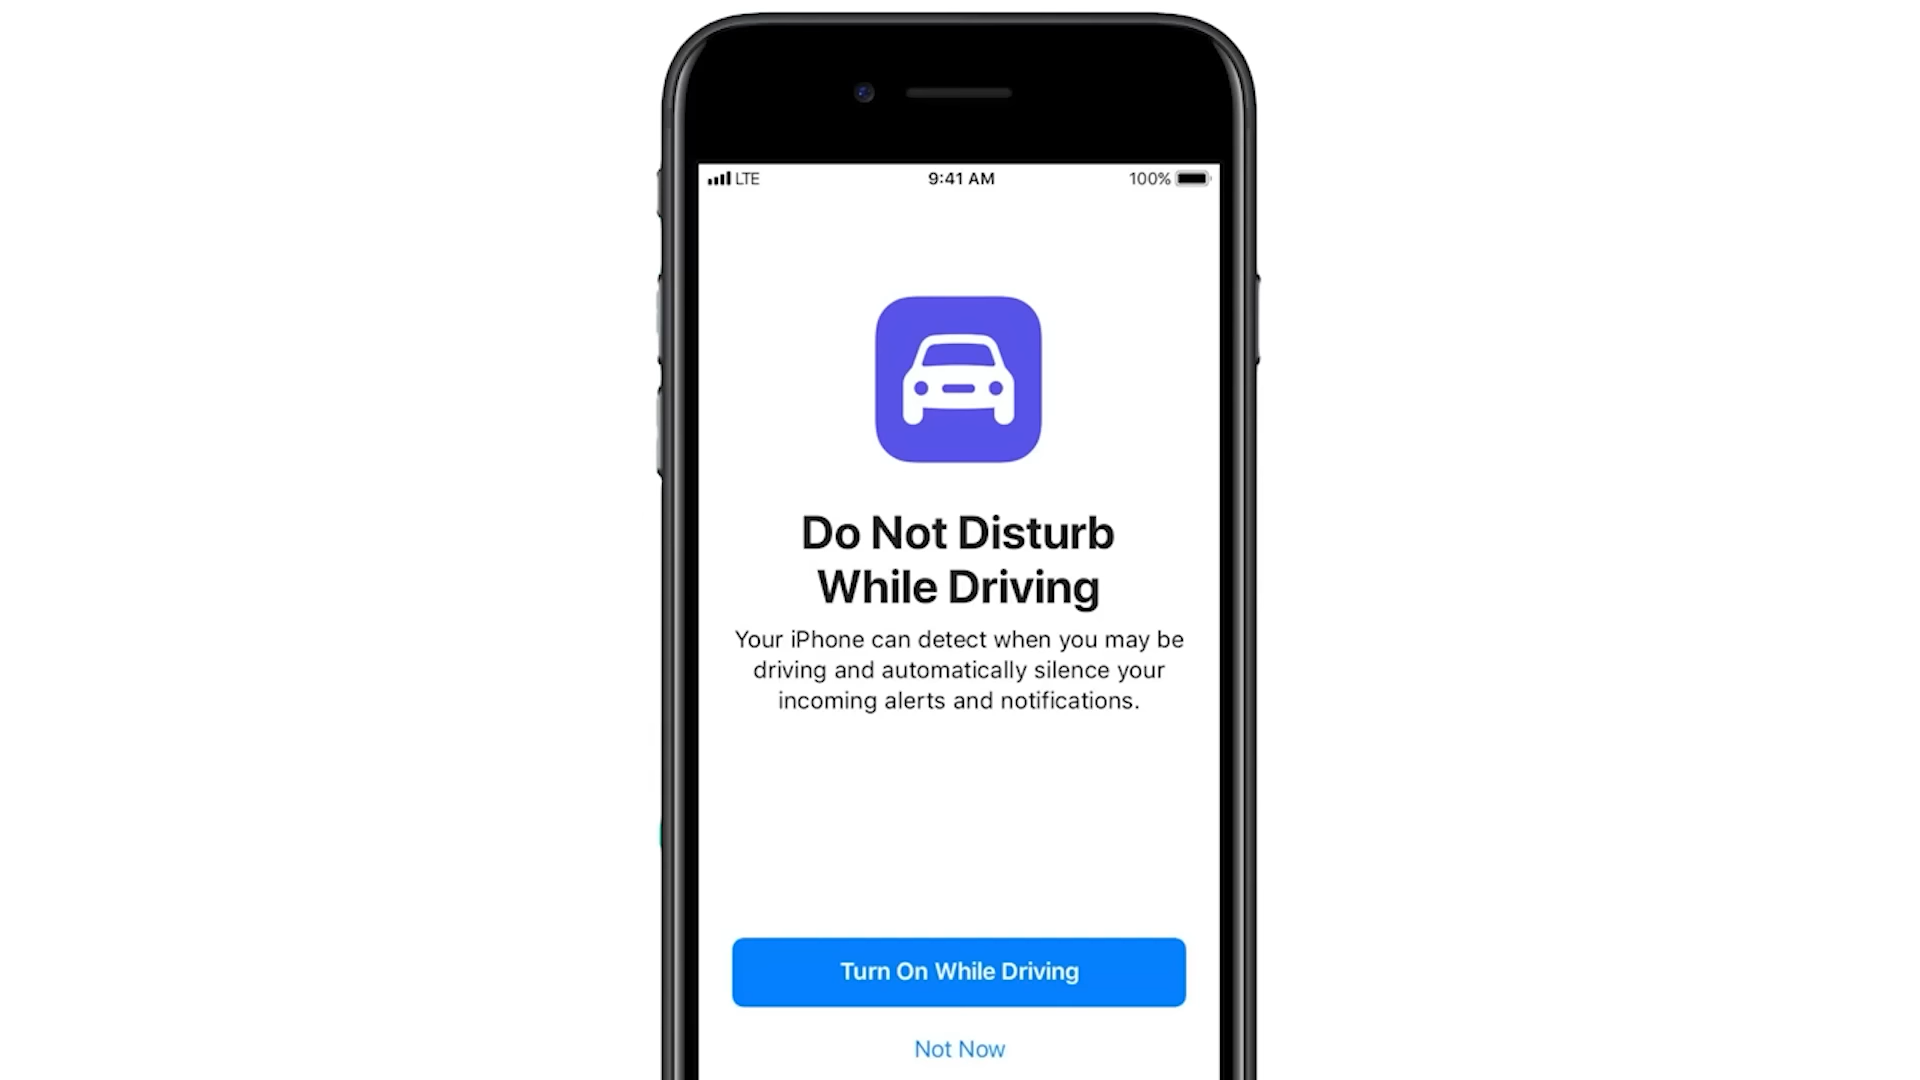 LTE 9:41 AM 100%
Do Not Disturb
While Driving
Your iPhone can detect when you may be
driving and automatically silence your
incoming alerts and notifications.
Turn On While Driving
Not Now